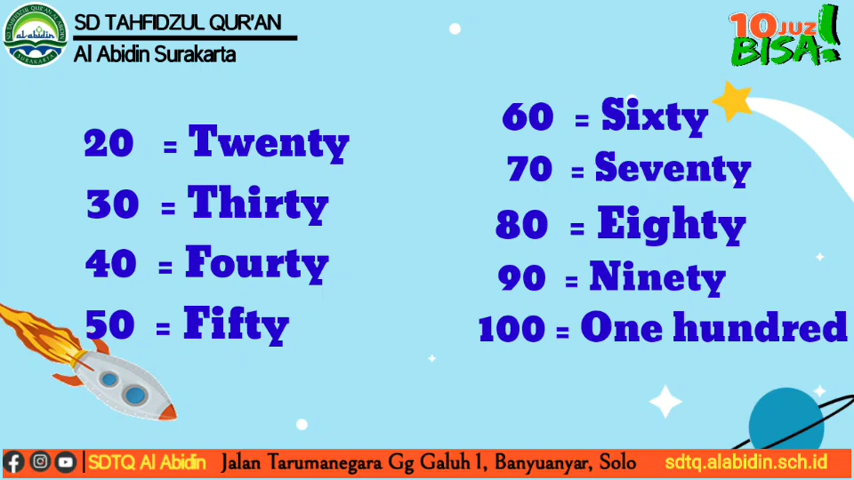 SD TAHFIDZUL QUR'AN
Al Abidin Surakarta
al-abidin
10 JUZ
BISA!
20 = Twenty
30 = Thirty
40 = Fourty
50 = Fifty
60 = Sixty
70 = Seventy
80 = Eighty
90 = Ninety
100 = One hundred
SDTQ Al Abidin Jalan Tarumanegara Gg Galuh 1, Banyuanyar, Solo sdtq.alabidin.sch.id